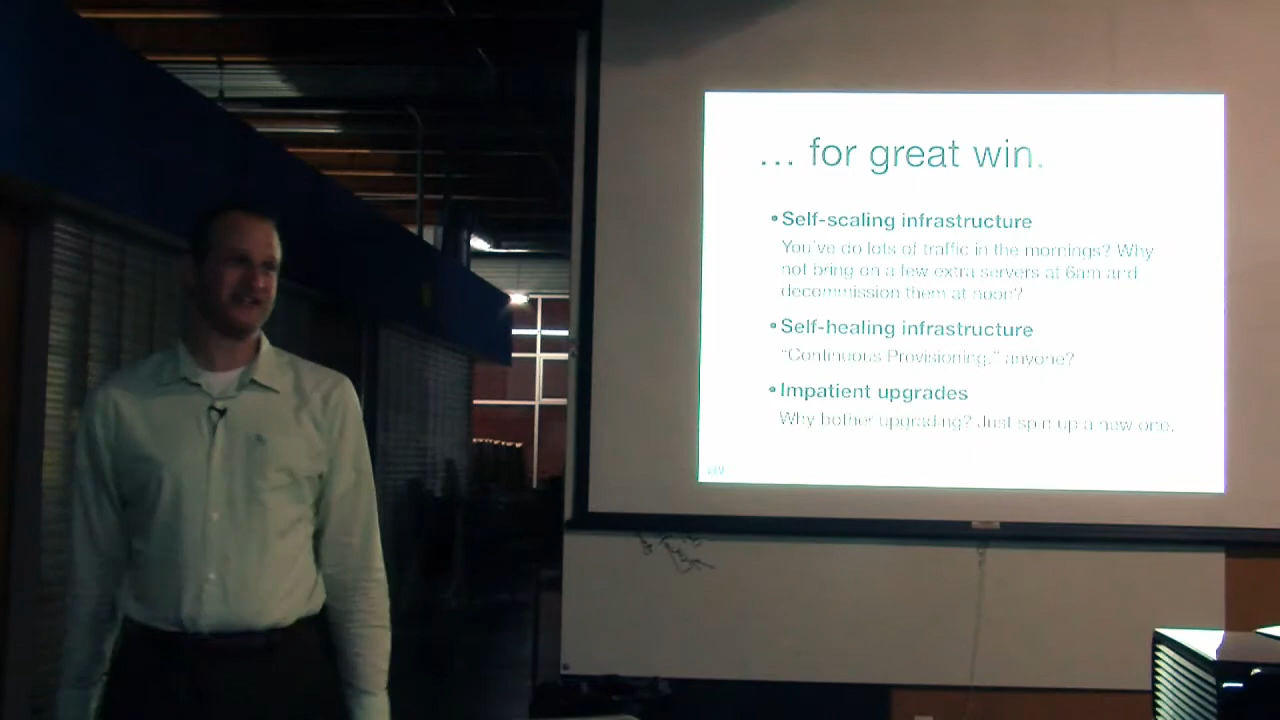 ... for great win.
• Self-scaling infrastructure
You've do lots of traffic in the mornings? Why
not bring on a few extra servers at 6am and
decommission them at noon?
• Self-healing infrastructure
"Continuous Provisioning," anyone?
• Impatient upgrades
Why bother upgrading? Just spin up a new one.